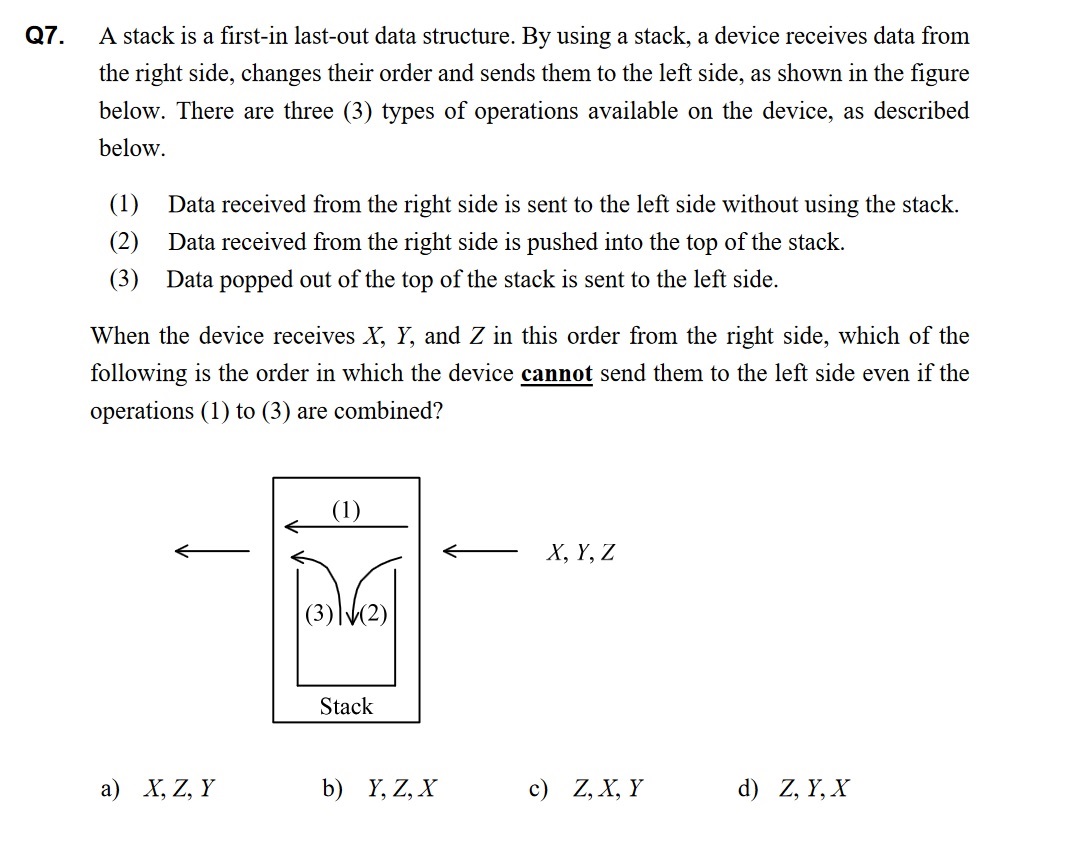 Q7. A stack is a first-in last-out data structure. By using a stack, a device receives data from
the right side, changes their order and sends them to the left side, as shown in the figure
below. There are three (3) types of operations available on the device, as described
below.
(1) Data received from the right side is sent to the left side without using the stack.
(2) Data received from the right side is pushed into the top of the stack.
(3) Data popped out of the top of the stack is sent to the left side.
When the device receives X, Y, and Z in this order from the right side, which of the
following is the order in which the device cannot send them to the left side even if the
operations (1) to (3) are combined?
(1)
X, Y, Z
(3) (2)
Stack
a) X, Z, Y b) Y, Z, X c) Z, X, Y d) Z, Y, X